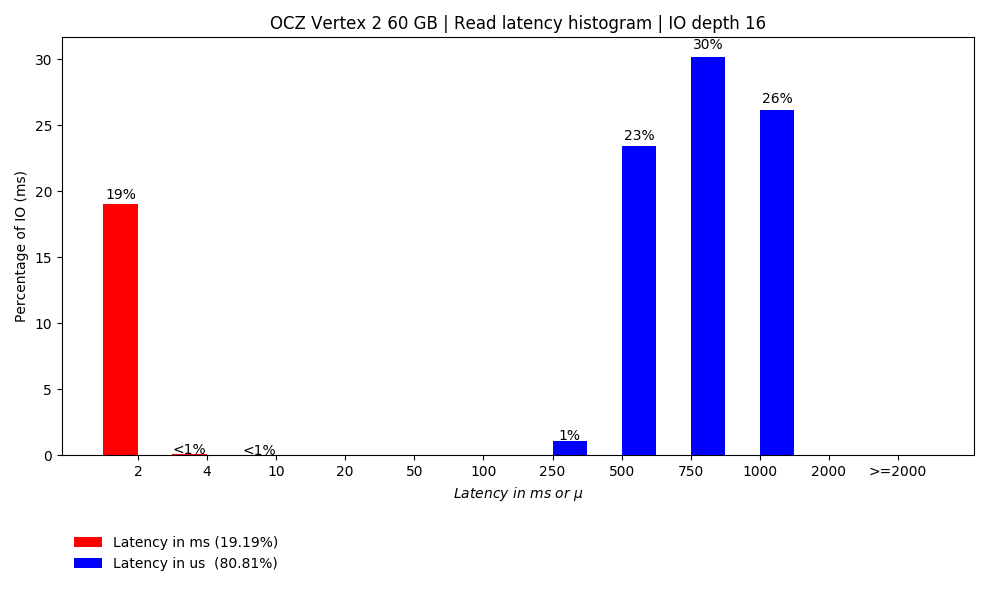 OCZ Vertex 2 60 GB | Read latency histogram | IO depth 16
30%
30
26%
25
23%
20
19%
15
10
5
1%
<1%
<1%
0
Percentage of IO (ms)
2 4 10 20 50 100 250 500 750 1000 2000 >=2000
Latency in ms or μ
Latency in ms (19.19%)
Latency in us (80.81%)